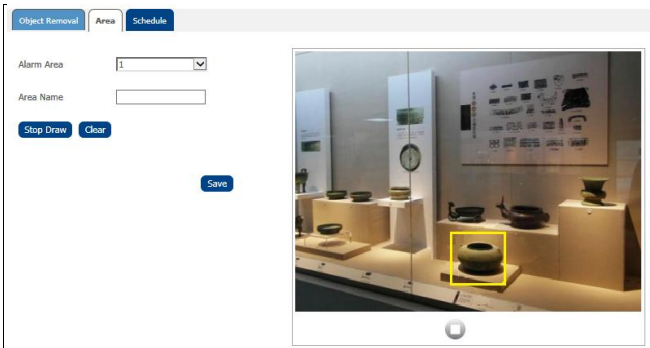 Object Removal Area Schedule
Alarm Area 1
Area Name
Stop Draw Clear
Save